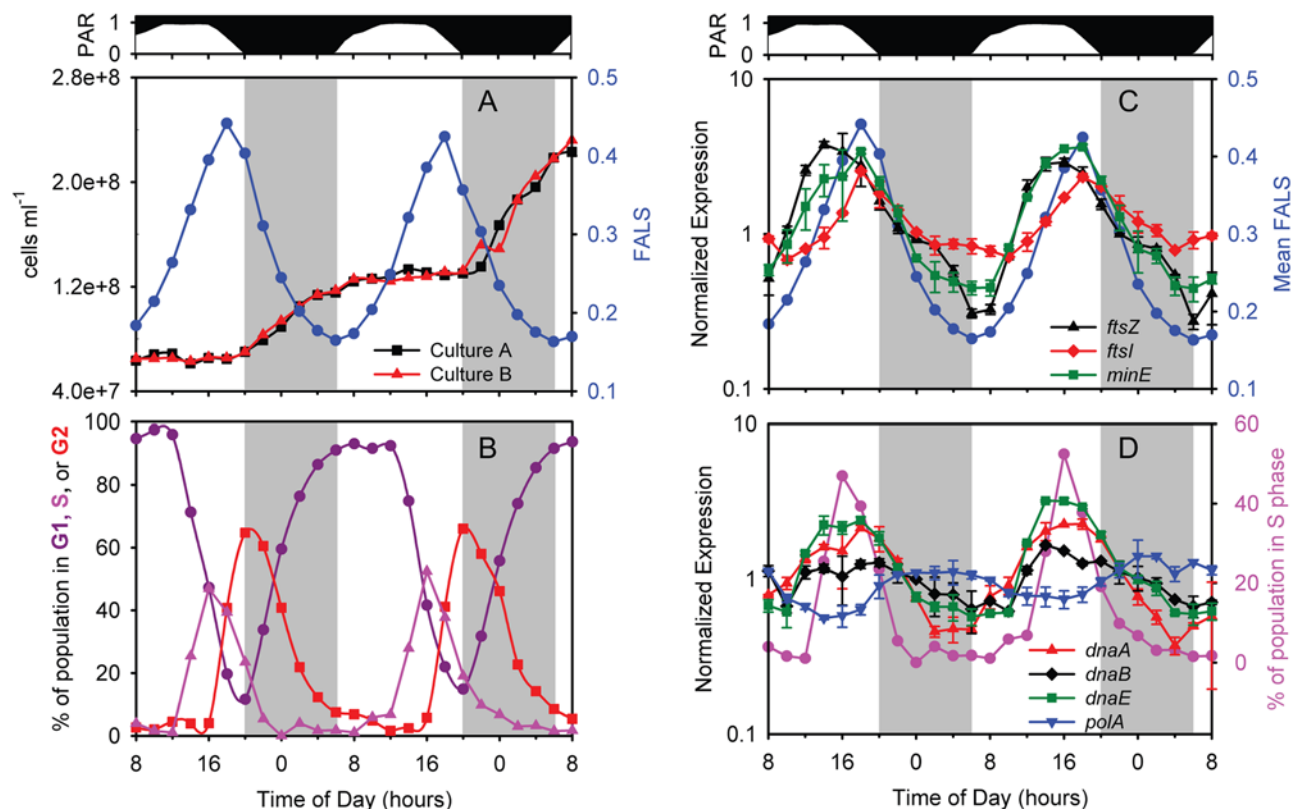 PAR
1
0
2.8e+8
2.0e+8
1.2e+8
4.0e+7
cells ml-1
A
0.5
0.4
0.3
0.2
0.1
FALS
Culture A
Culture B
100
80
60
40
20
0
% of population in G1, S, or G2
B
8 16 0 8 16 0 8
Time of Day (hours)
PAR
1
0
10
1
0.1
Normalized Expression
C
0.5
0.4
0.3
0.2
0.1
Mean FALS
ftsZ
ftsI
minE
10
1
0.1
Normalized Expression
D
60
40
20
0
% of population in S phase
dnaA
dnaB
dnaE
polA
8 16 0 8 16 0 8
Time of Day (hours)